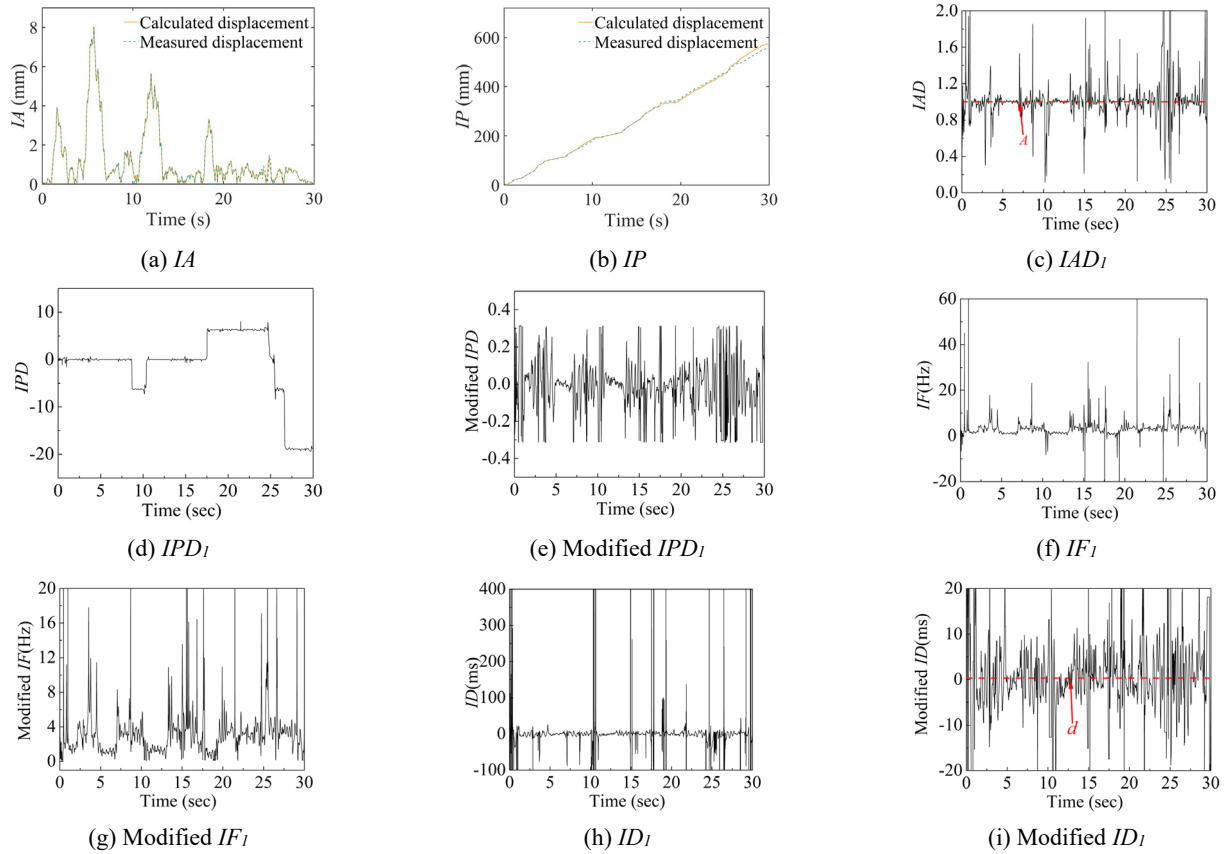 8
6
4
2
0
IA (mm)
Calculated displacement
Measured displacement
0 10 20 30
Time (s)
(a) IA
600
400
200
0
IP (mm)
Calculated displacement
Measured displacement
0 10 20 30
Time (s)
(b) IP
2.0
1.6
1.2
0.8
0.4
0.0
IAD
A
0 5 10 15 20 25 30
Time (sec)
(c) IAD1
10
0
-10
-20
IPD
0 5 10 15 20 25 30
Time (sec)
(d) IPD1
0.4
0.2
0.0
-0.2
-0.4
Modified IPD
0 5 10 15 20 25 30
Time (sec)
(e) Modified IPD1
60
40
20
0
-20
IF(Hz)
0 5 10 15 20 25 30
Time (sec)
(f) IF1
20
16
12
8
4
0
Modified IF(Hz)
0 5 10 15 20 25 30
Time (sec)
(g) Modified IF1
400
300
200
100
0
-100
ID(ms)
0 5 10 15 20 25 30
Time (sec)
(h) ID1
20
10
0
-10
-20
Modified ID(ms)
d
0 5 10 15 20 25 30
Time (sec)
(i) Modified ID1